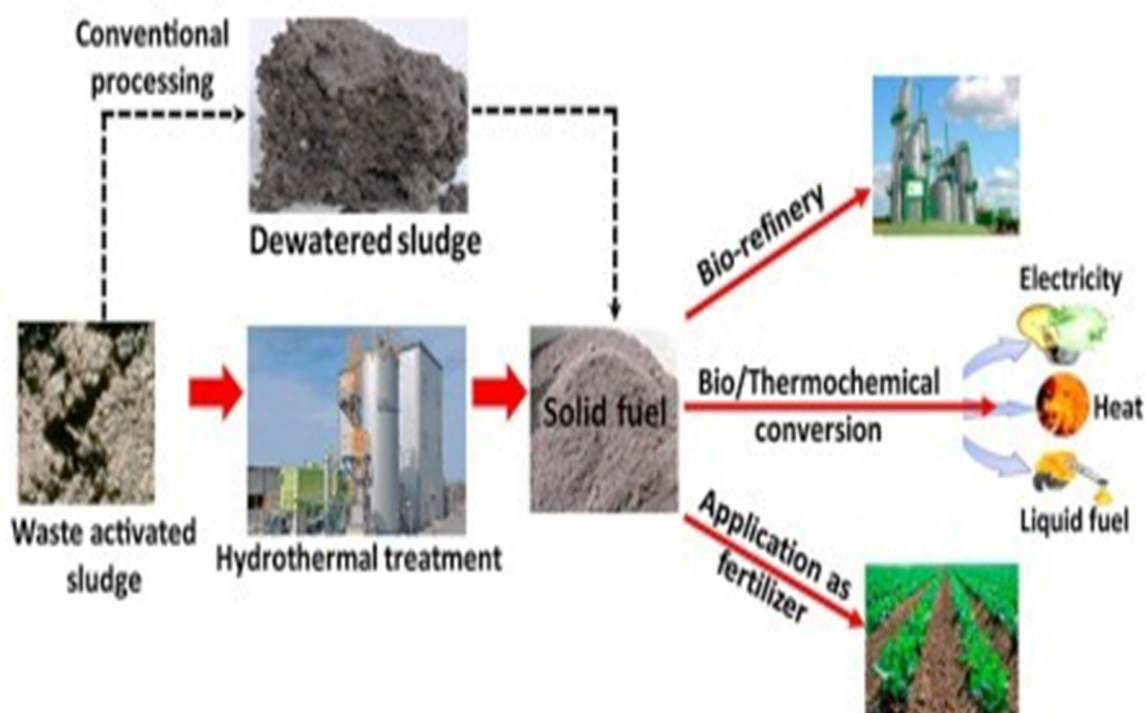 Conventional
processing
Dewatered sludge
Waste activated
sludge
Hydrothermal treatment
Solid fuel
Bio-refinery
Bio/Thermochemical
conversion
Electricity
Heat
Liquid fuel
Application as
fertilizer